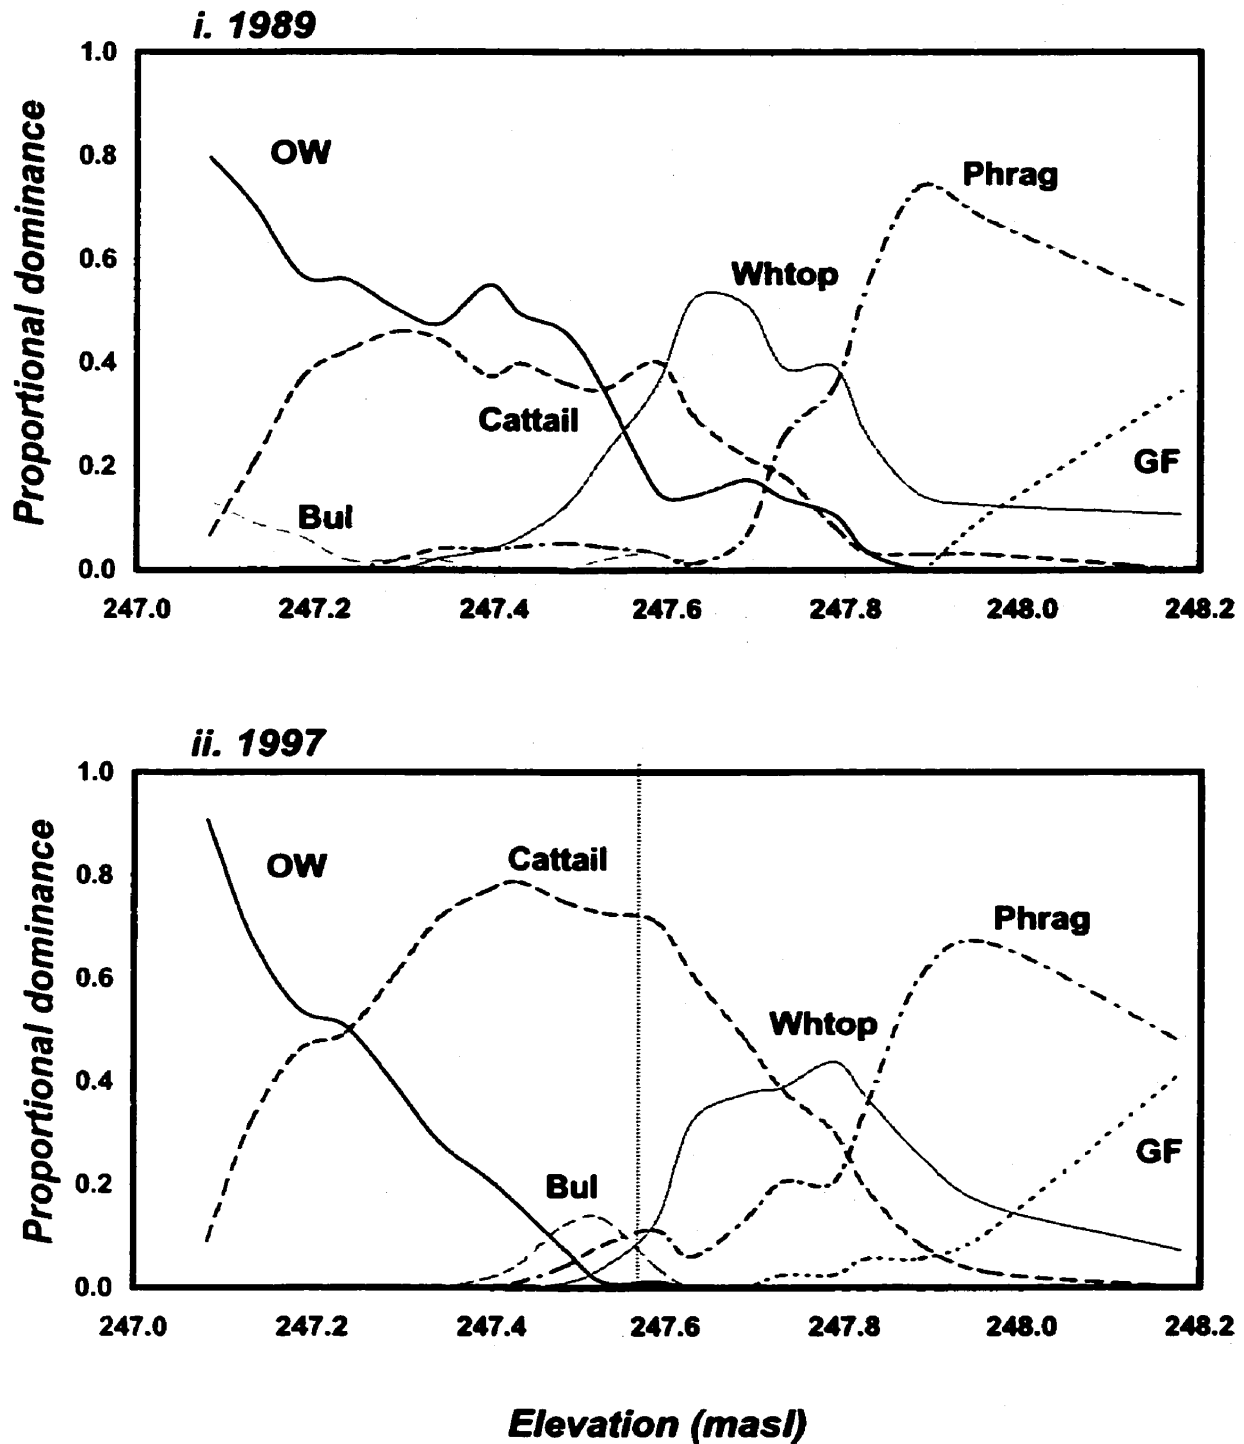 i. 1989
1.0
0.8
0.6
0.4
0.2
0.0
Proportional dominance
OW
Phrag
Whtop
Cattail
Bul
GF
247.0 247.2 247.4 247.6 247.8 248.0 248.2
ii. 1997
1.0
0.8
0.6
0.4
0.2
0.0
Proportional dominance
OW
Cattail
Phrag
Whtop
Bul
GF
247.0 247.2 247.4 247.6 247.8 248.0 248.2
Elevation (masl)